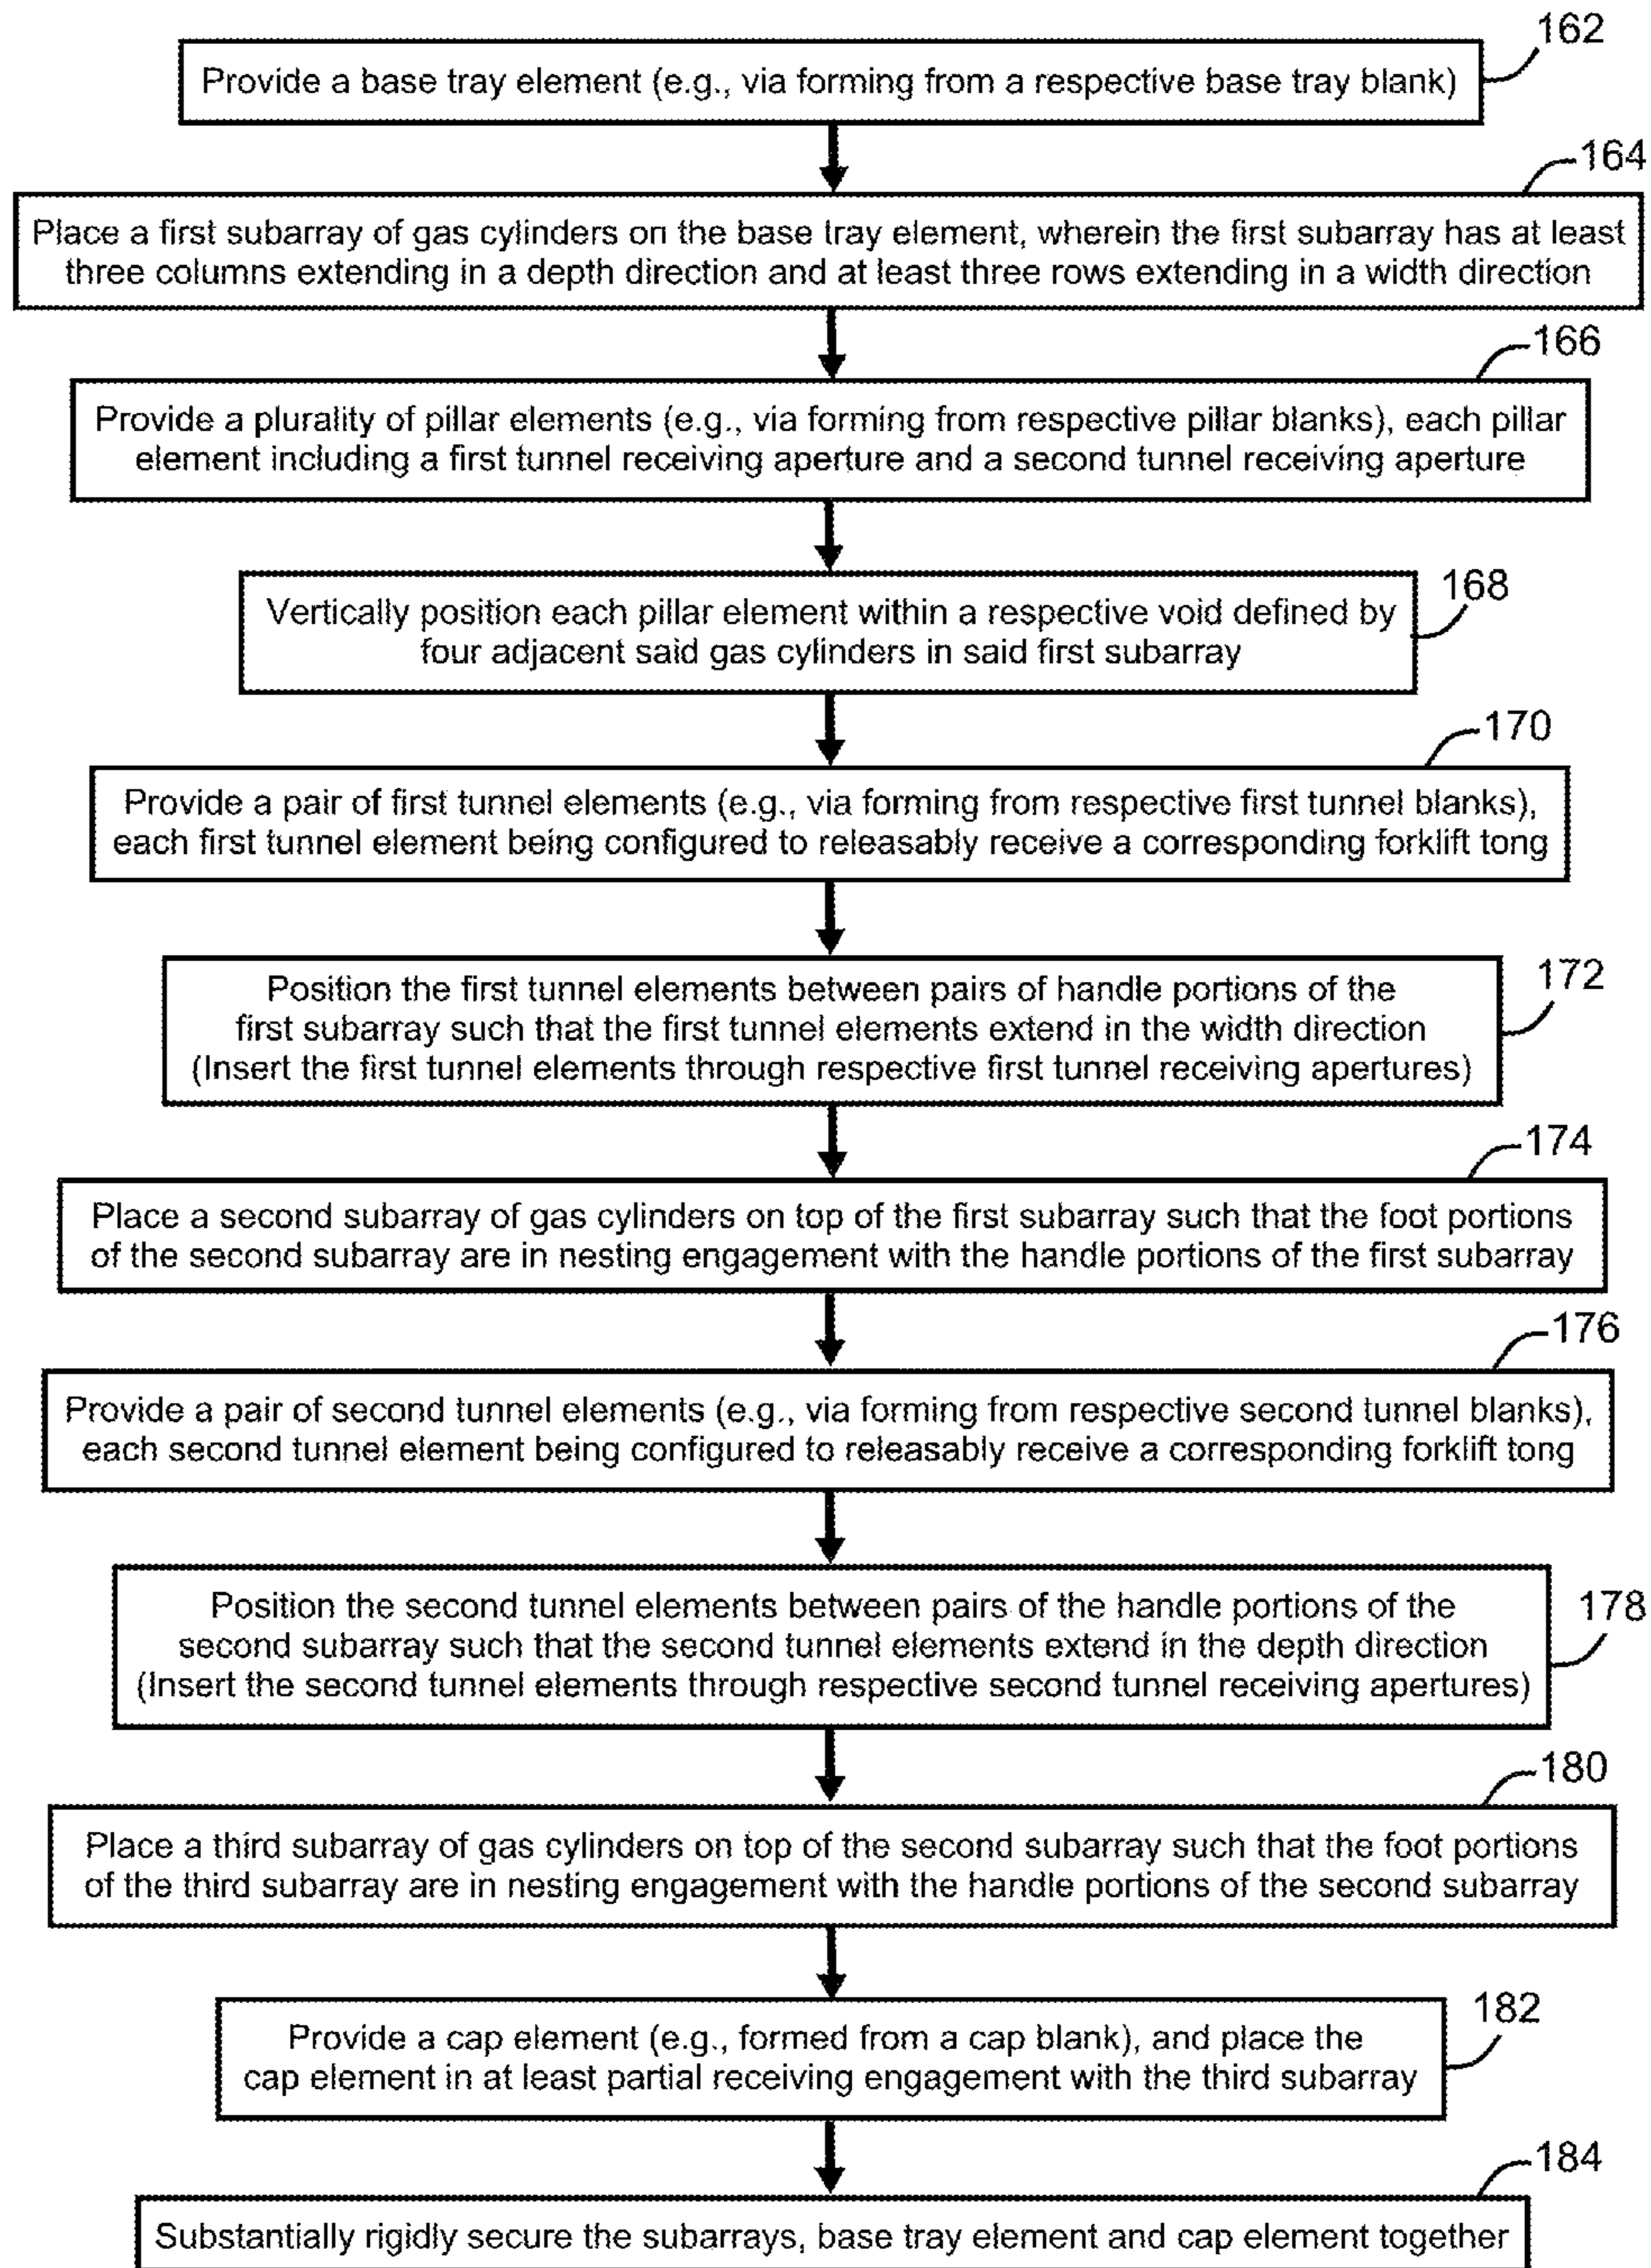 162
Provide a base tray element (e.g., via forming from a respective base tray blank)
164
Place a first subarray of gas cylinders on the base tray element, wherein the first subarray has at least
three columns extending in a depth direction and at least three rows extending in a width direction
166
Provide a plurality of pillar elements (e.g., via forming from respective pillar blanks), each pillar
element including a first tunnel receiving aperture and a second tunnel receiving aperture
168
Vertically position each pillar element within a respective void defined by
four adjacent said gas cylinders in said first subarray
170
Provide a pair of first tunnel elements (e.g., via forming from respective first tunnel blanks),
each first tunnel element being configured to releasably receive a corresponding forklift tong
172
Position the first tunnel elements between pairs of handle portions of the
first subarray such that the first tunnel elements extend in the width direction
(Insert the first tunnel elements through respective first tunnel receiving apertures)
174
Place a second subarray of gas cylinders on top of the first subarray such that the foot portions
of the second subarray are in nesting engagement with the handle portions of the first subarray
176
Provide a pair of second tunnel elements (e.g., via forming from respective second tunnel blanks),
each second tunnel element being configured to releasably receive a corresponding forklift tong
178
Position the second tunnel elements between pairs of the handle portions of the
second subarray such that the second tunnel elements extend in the depth direction
(Insert the second tunnel elements through respective second tunnel receiving apertures)
180
Place a third subarray of gas cylinders on top of the second subarray such that the foot portions
of the third subarray are in nesting engagement with the handle portions of the second subarray
182
Provide a cap element (e.g., formed from a cap blank), and place the
cap element in at least partial receiving engagement with the third subarray
184
Substantially rigidly secure the subarrays, base tray element and cap element together